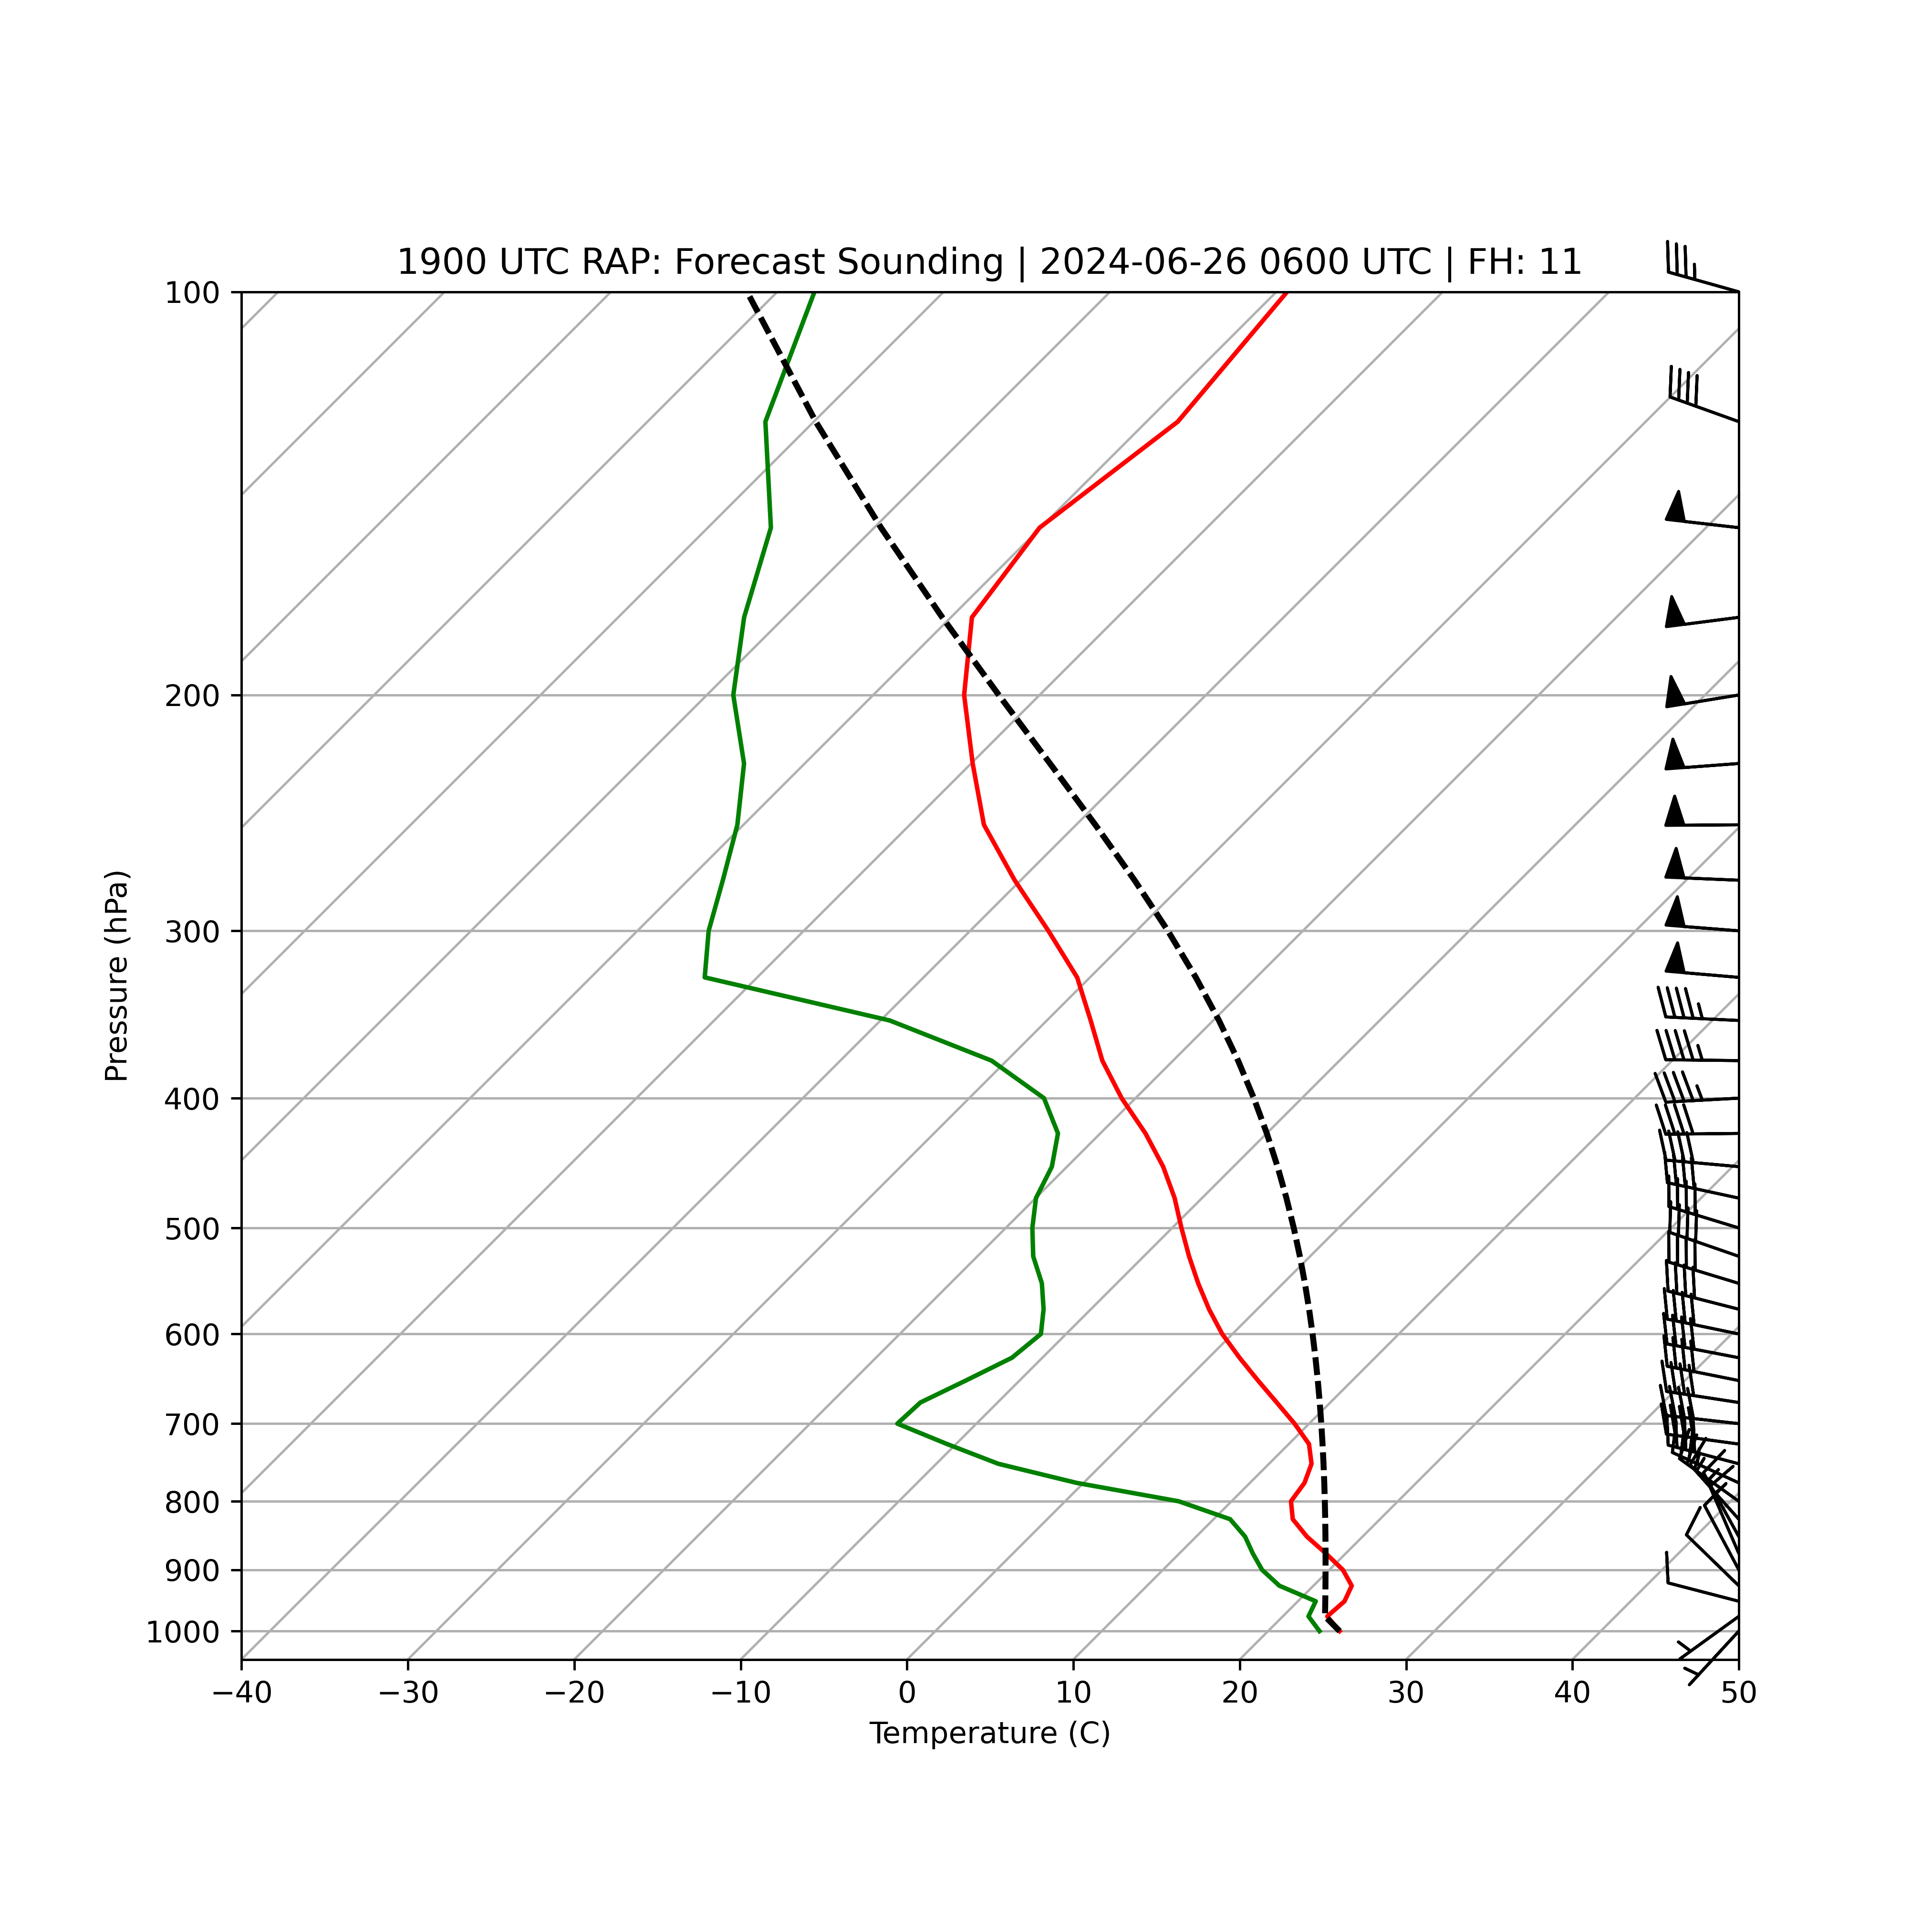 1900 UTC RAP: Forecast Sounding | 2024-06-26 0600 UTC | FH: 11
100
200
300
400
500
600
700
800
900
1000
Pressure (hPa)
−40 −30 −20 −10 0 10 20 30 40 50
Temperature (C)